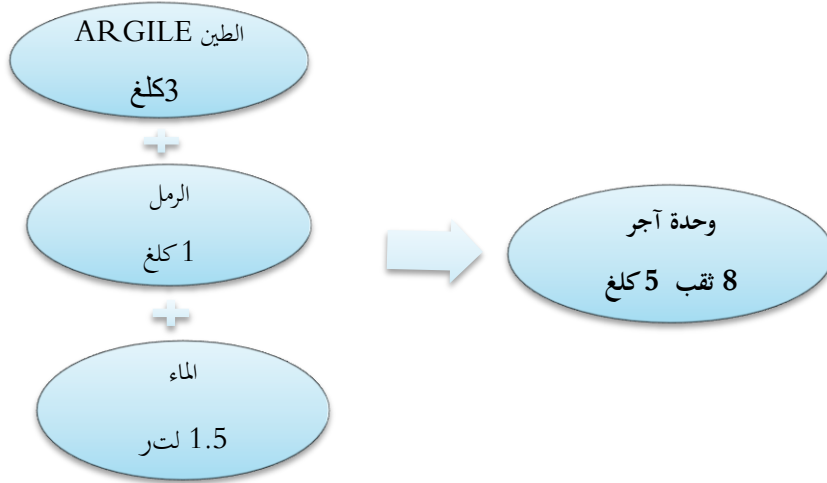 الطين ARGILE
3كلغ
+
الرمل
1 كلغ
+
الماء
1.5 لتر
وحدة آجر
8 ثقب 5 كلغ